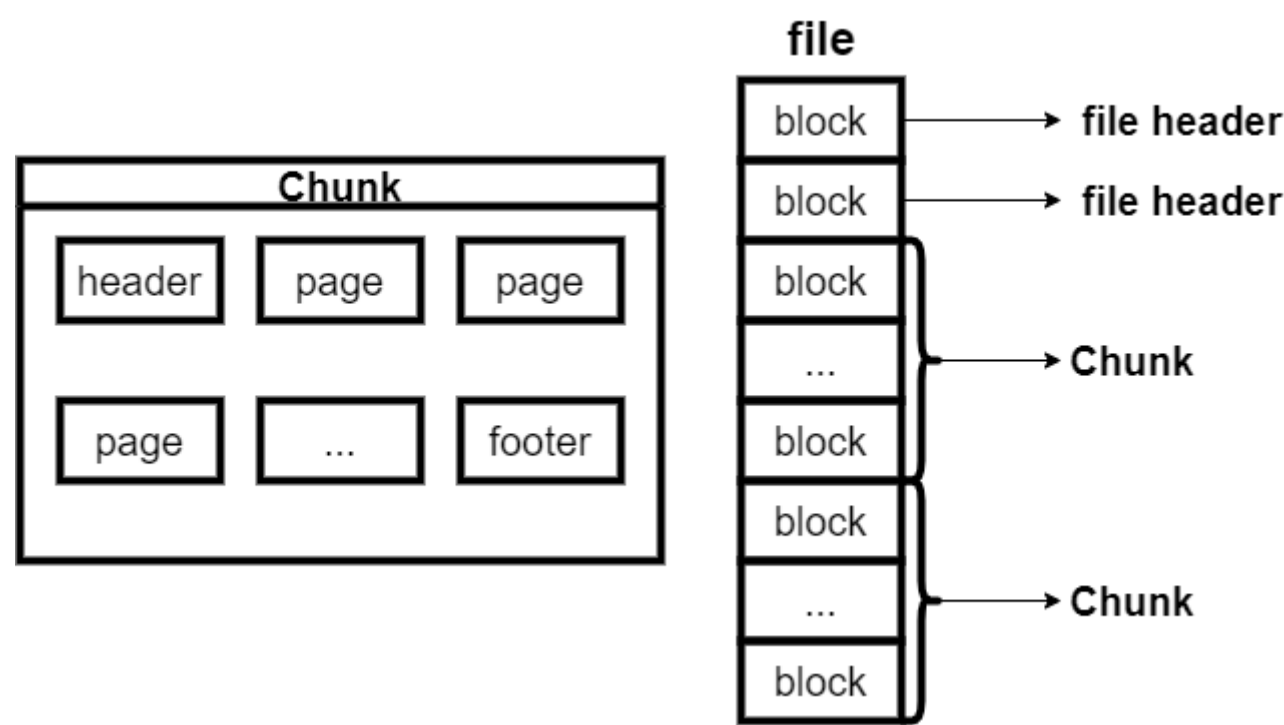 Chunk
header page page
page ... footer
file
block file header
block file header
block
... Chunk
block
block
... Chunk
block